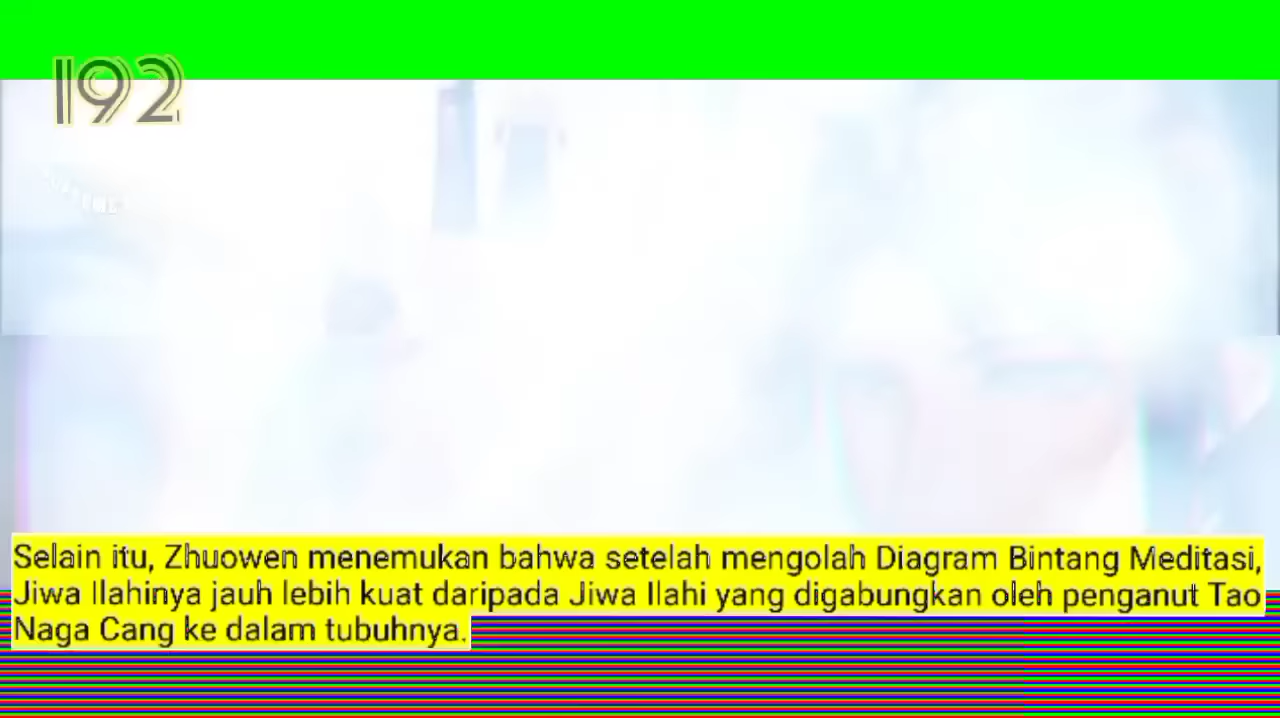 192
Selain itu, Zhuowen menemukan bahwa setelah mengolah Diagram Bintang Meditasi,
Jiwa Ilahinya jauh lebih kuat daripada Jiwa Ilahi yang digabungkan oleh penganut Tao
Naga Cang ke dalam tubuhnya.